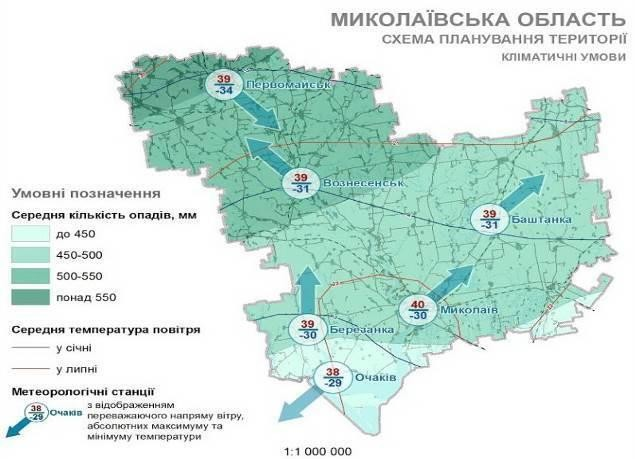 МИКОЛАЇВСЬКА ОБЛАСТЬ
СХЕМА ПЛАНУВАННЯ ТЕРИТОРІЇ
КЛІМАТИЧНІ УМОВИ
39
-34
Первомайськ
39
-31
Вознесенськ
39
-31
Баштанка
40
-30
Миколаїв
39
-30
Березанка
38
-29
Очаків
Умовні позначення
Середня кількість опадів, мм
до 450
450-500
500-550
понад 550
Середня температура повітря
у січні
у липні
Метеорологічні станції
38
-29
Очаків
з відображенням
переважаючого напряму вітру,
абсолютних максимуму та
мінімуму температури
1:1 000 000